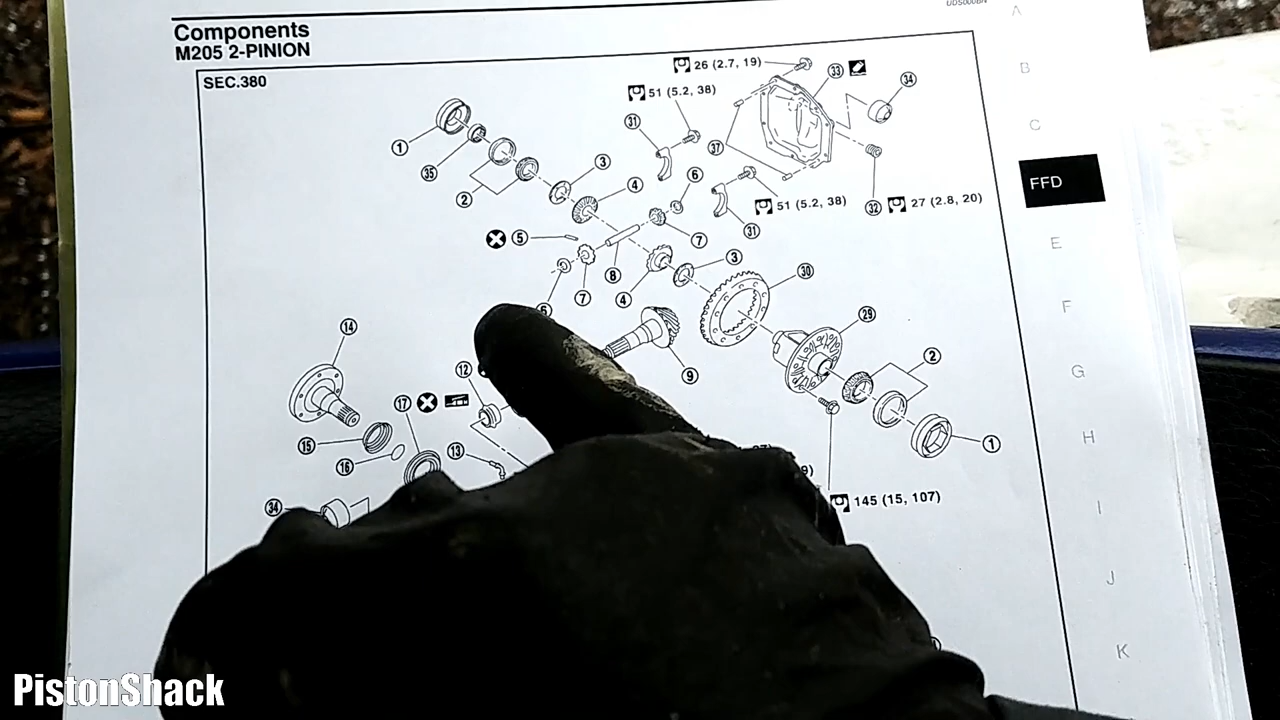 UDS000BN
Components
M205 2-PINION
SEC.380
A
B
C
FFD
E
F
G
H
I
J
K
26 (2.7, 19)
33
34
51 (5.2, 38)
1
31
37
35
3
6
2
4
51 (5.2, 38)
32
27 (2.8, 20)
5
7
31
8
3
7
4
30
14
29
12
9
2
17
15
13
16
1
34
145 (15, 107)
PistonShack